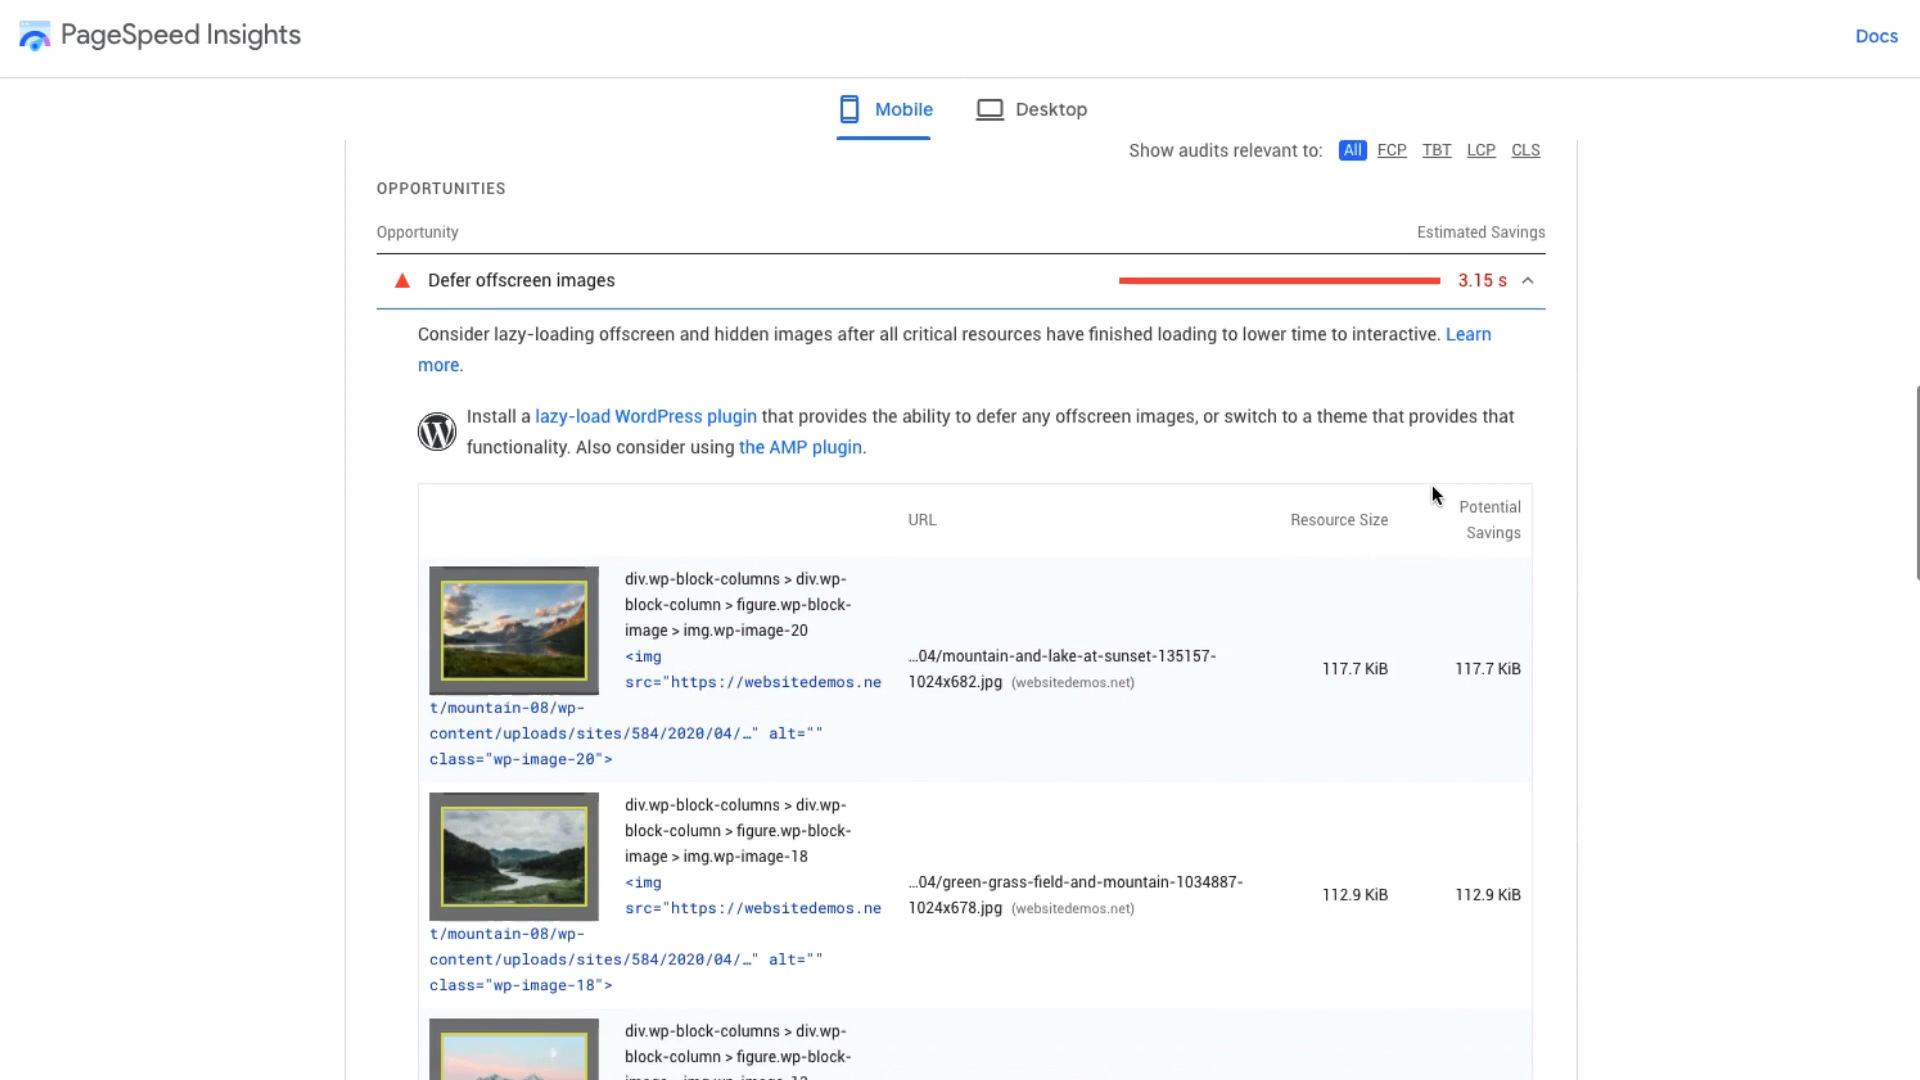 PageSpeed Insights
Docs
Mobile
Desktop
Show audits relevant to: All FCP TBT LCP CLS
OPPORTUNITIES
Opportunity
Estimated Savings
Defer offscreen images
3.15 s
Consider lazy-loading offscreen and hidden images after all critical resources have finished loading to lower time to interactive. Learn
more.
Install a lazy-load WordPress plugin that provides the ability to defer any offscreen images, or switch to a theme that provides that
functionality. Also consider using the AMP plugin.
URL
Resource Size
Potential
Savings
div.wp-block-columns > div.wp-
block-column > figure.wp-block-
image > img.wp-image-20
<img
src="https://websitedemos.ne
t/mountain-08/wp-
content/uploads/sites/584/2020/04/…" alt=""
class="wp-image-20">
…04/mountain-and-lake-at-sunset-135157-
1024x682.jpg (websitedemos.net)
117.7 KiB
117.7 KiB
div.wp-block-columns > div.wp-
block-column > figure.wp-block-
image > img.wp-image-18
<img
src="https://websitedemos.ne
t/mountain-08/wp-
content/uploads/sites/584/2020/04/…" alt=""
class="wp-image-18">
…04/green-grass-field-and-mountain-1034887-
1024x678.jpg (websitedemos.net)
112.9 KiB
112.9 KiB
div.wp-block-columns > div.wp-
block-column > figure.wp-block-